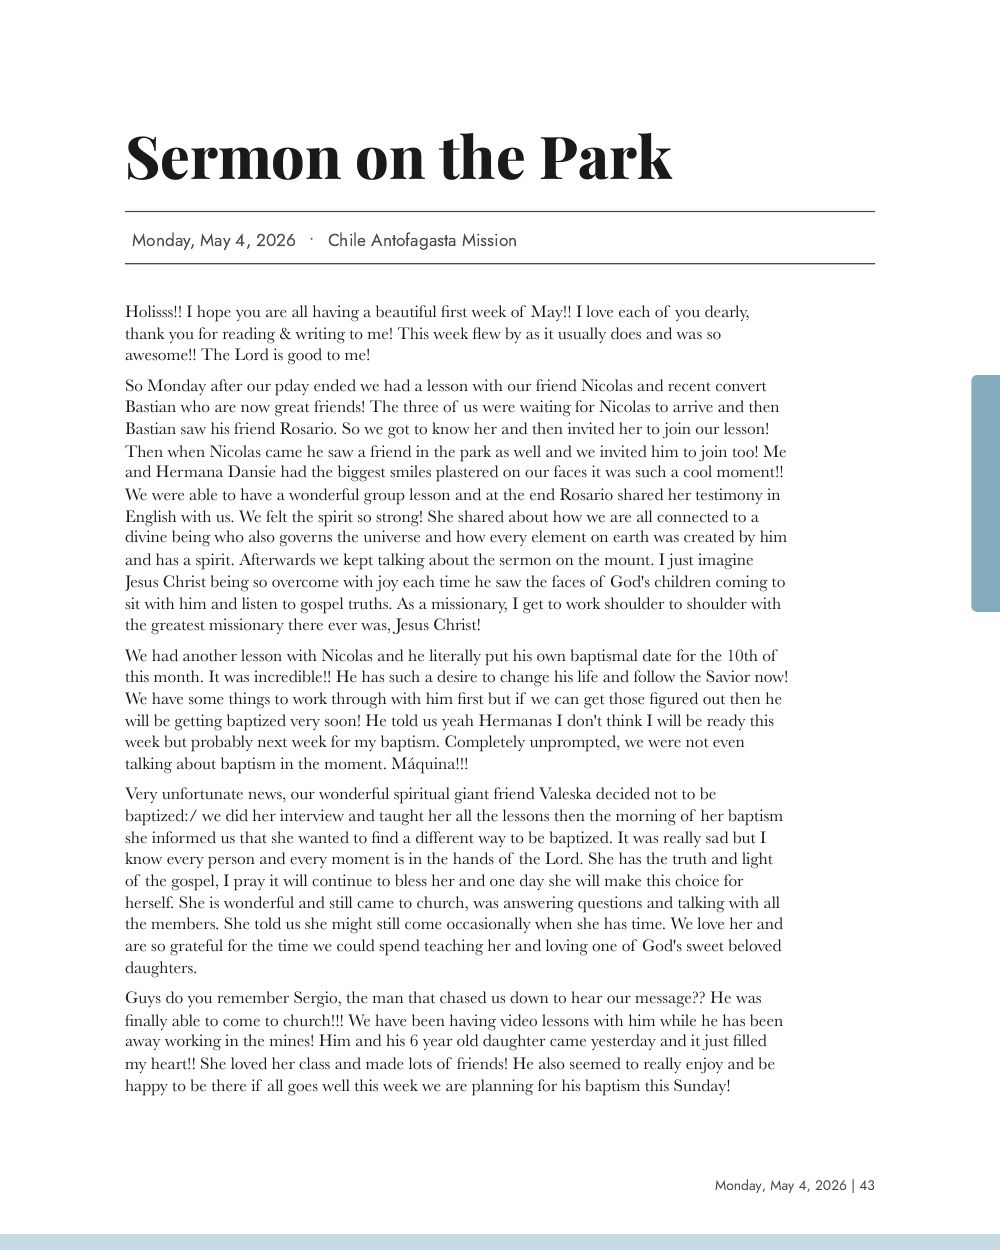 Sermon on the Park
Monday, May 4, 2026 · Chile Antofagasta Mission
Holisss!! I hope you are all having a beautiful first week of May!! I love each of you dearly,
thank you for reading & writing to me! This week flew by as it usually does and was so
awesome!! The Lord is good to me!
So Monday after our pday ended we had a lesson with our friend Nicolas and recent convert
Bastian who are now great friends! The three of us were waiting for Nicolas to arrive and then
Bastian saw his friend Rosario. So we got to know her and then invited her to join our lesson!
Then when Nicolas came he saw a friend in the park as well and we invited him to join too! Me
and Hermana Dansie had the biggest smiles plastered on our faces it was such a cool moment!!
We were able to have a wonderful group lesson and at the end Rosario shared her testimony in
English with us. We felt the spirit so strong! She shared about how we are all connected to a
divine being who also governs the universe and how every element on earth was created by him
and has a spirit. Afterwards we kept talking about the sermon on the mount. I just imagine
Jesus Christ being so overcome with joy each time he saw the faces of God's children coming to
sit with him and listen to gospel truths. As a missionary, I get to work shoulder to shoulder with
the greatest missionary there ever was, Jesus Christ!
We had another lesson with Nicolas and he literally put his own baptismal date for the 10th of
this month. It was incredible!! He has such a desire to change his life and follow the Savior now!
We have some things to work through with him first but if we can get those figured out then he
will be getting baptized very soon! He told us yeah Hermanas I don't think I will be ready this
week but probably next week for my baptism. Completely unprompted, we were not even
talking about baptism in the moment. Máquina!!!
Very unfortunate news, our wonderful spiritual giant friend Valeska decided not to be
baptized:/ we did her interview and taught her all the lessons then the morning of her baptism
she informed us that she wanted to find a different way to be baptized. It was really sad but I
know every person and every moment is in the hands of the Lord. She has the truth and light
of the gospel, I pray it will continue to bless her and one day she will make this choice for
herself. She is wonderful and still came to church, was answering questions and talking with all
the members. She told us she might still come occasionally when she has time. We love her and
are so grateful for the time we could spend teaching her and loving one of God's sweet beloved
daughters.
Guys do you remember Sergio, the man that chased us down to hear our message?? He was
finally able to come to church!!! We have been having video lessons with him while he has been
away working in the mines! Him and his 6 year old daughter came yesterday and it just filled
my heart!! She loved her class and made lots of friends! He also seemed to really enjoy and be
happy to be there if all goes well this week we are planning for his baptism this Sunday!
Monday, May 4, 2026 | 43